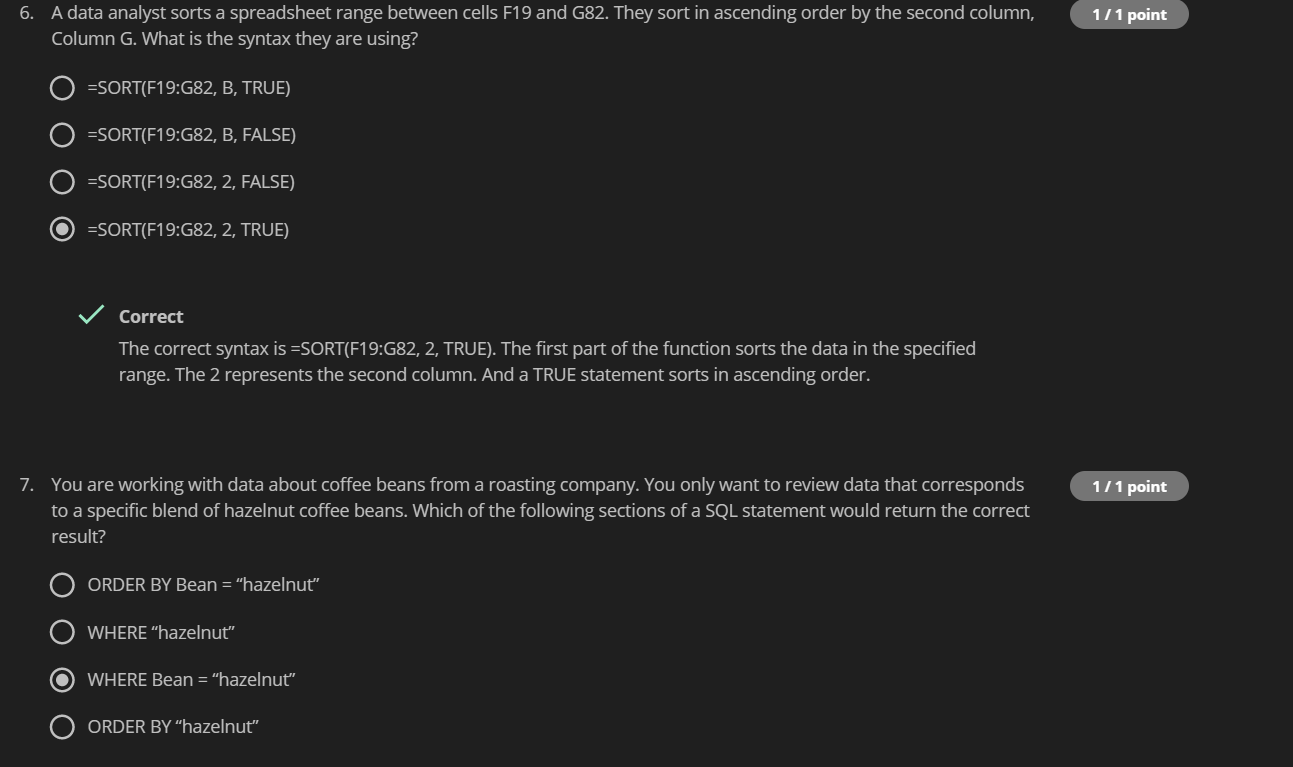 6. A data analyst sorts a spreadsheet range between cells F19 and G82. They sort in ascending order by the second column,
1 / 1 point
Column G. What is the syntax they are using?
=SORT(F19:G82, B, TRUE)
=SORT(F19:G82, B, FALSE)
=SORT(F19:G82, 2, FALSE)
=SORT(F19:G82, 2, TRUE)
Correct
The correct syntax is =SORT(F19:G82, 2, TRUE). The first part of the function sorts the data in the specified
range. The 2 represents the second column. And a TRUE statement sorts in ascending order.
7. You are working with data about coffee beans from a roasting company. You only want to review data that corresponds
1 / 1 point
to a specific blend of hazelnut coffee beans. Which of the following sections of a SQL statement would return the correct
result?
ORDER BY Bean = “hazelnut”
WHERE “hazelnut”
WHERE Bean = “hazelnut”
ORDER BY “hazelnut”